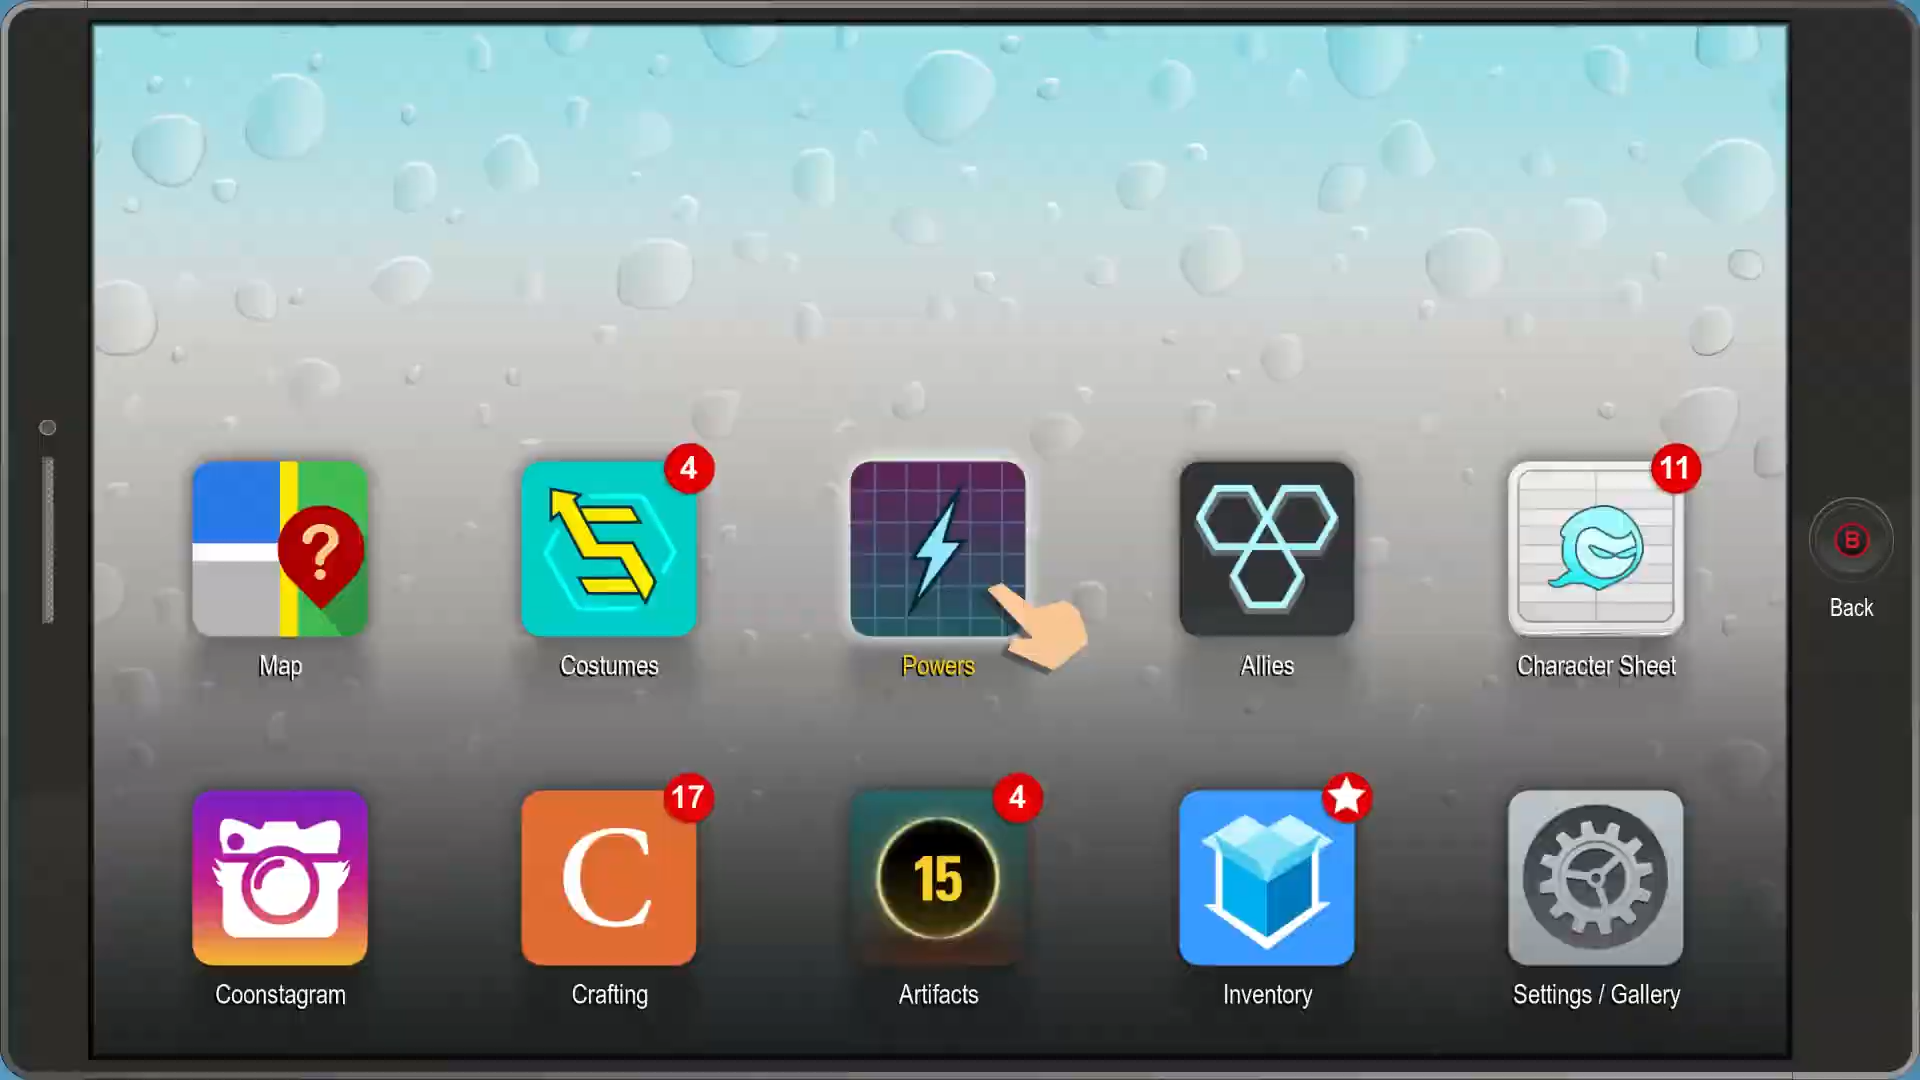 4
11
?
Map
Costumes
Powers
Allies
Character Sheet
B
Back
17
4
C
15
Coonstagram
Crafting
Artifacts
Inventory
Settings / Gallery